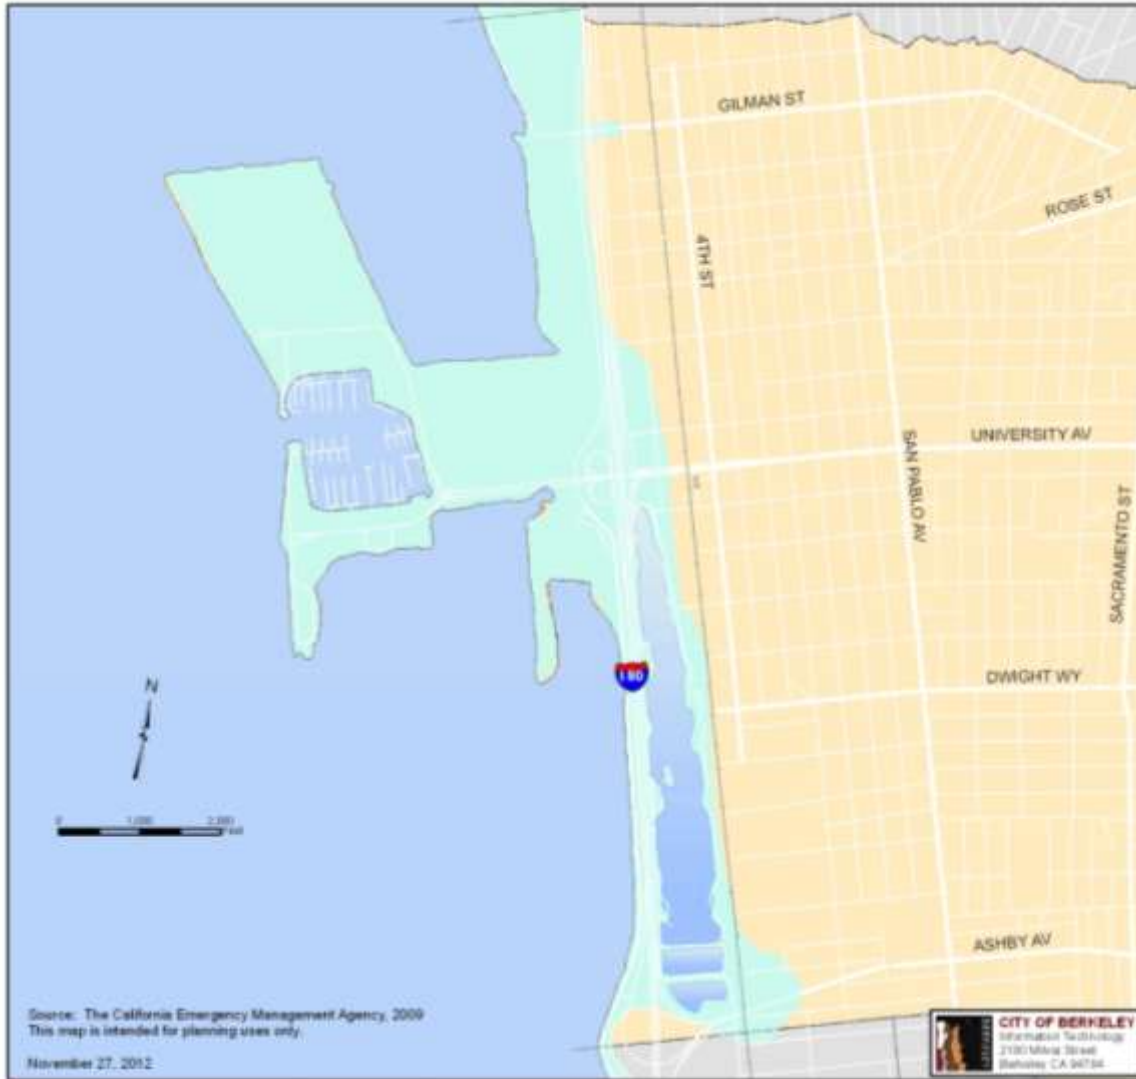 GILMAN ST
ROSE ST
4TH ST
UNIVERSITY AV
SAN PABLO AV
SACRAMENTO ST
I 80
DWIGHT WY
N
0 1,000 2,000
Feet
ASHBY AV
Source: The California Emergency Management Agency, 2009
This map is intended for planning uses only.
November 27, 2012
CITY OF BERKELEY
Information Technology
2180 Milvia Street
Berkeley, CA 94704